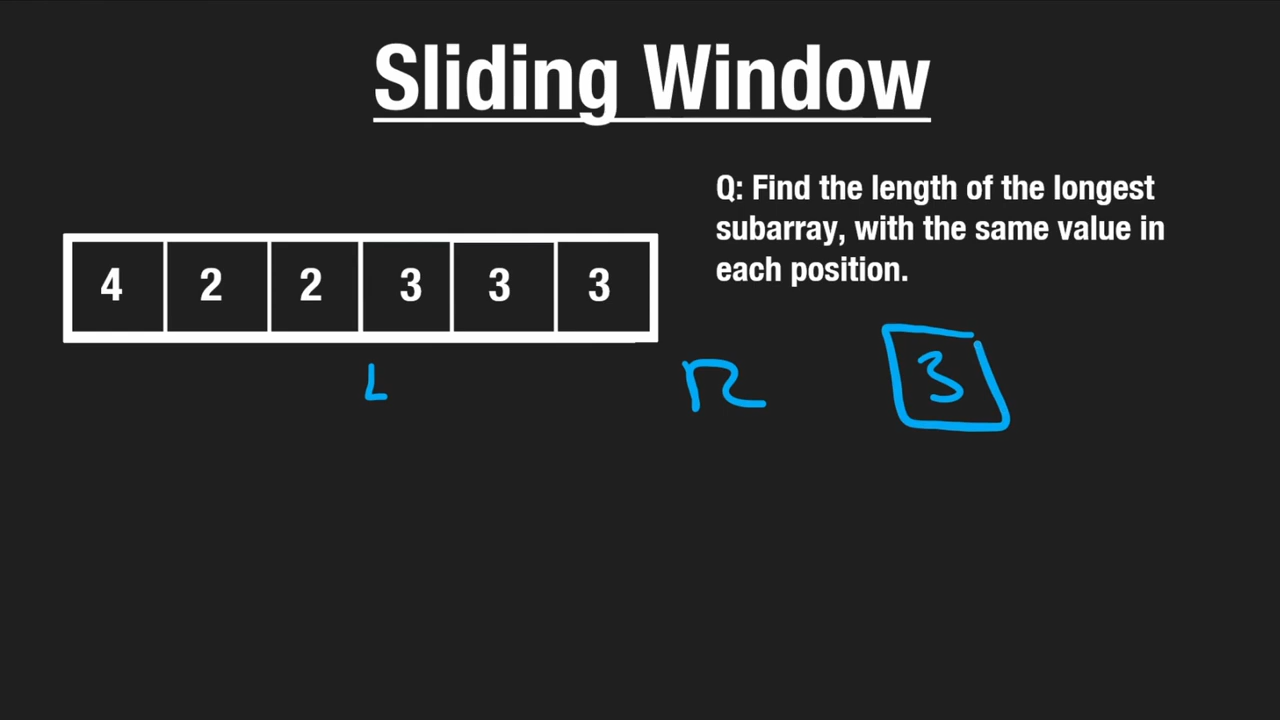 Sliding Window
Q: Find the length of the longest
subarray, with the same value in
each position.
4 2 2 3 3 3
L R 3